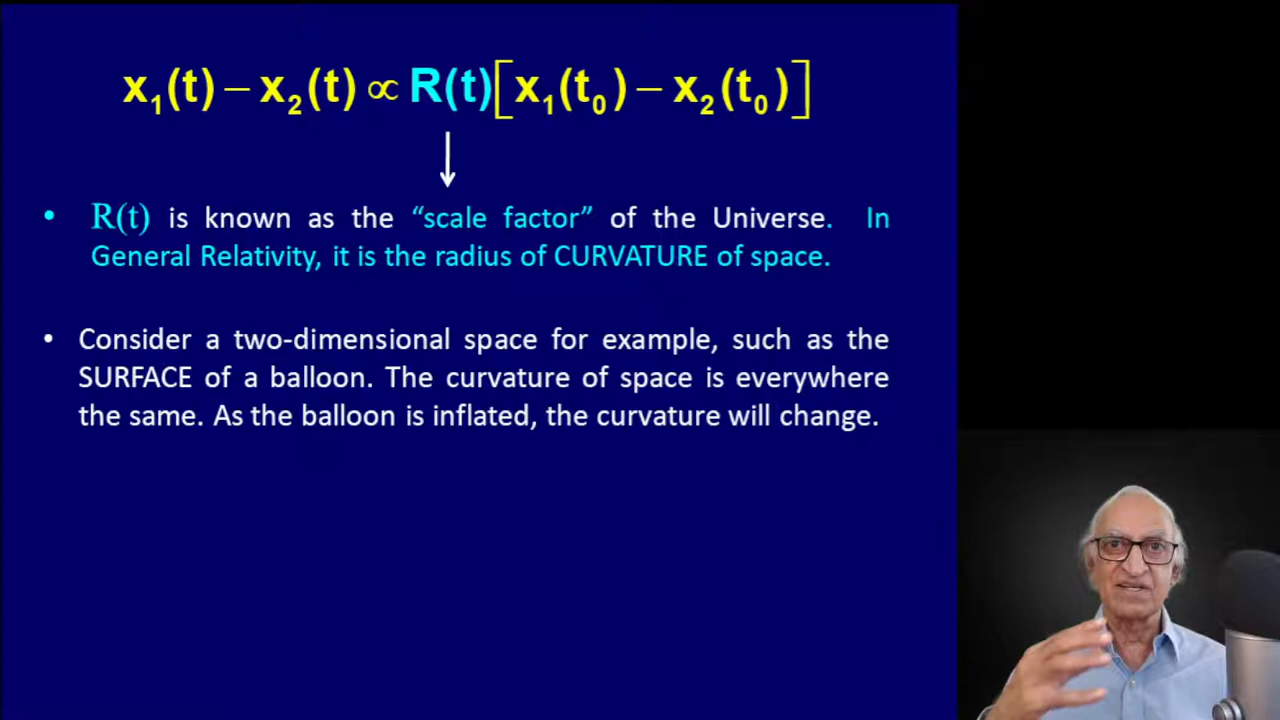 x₁(t) – x₂(t) ∝ R(t)[x₁(t₀) – x₂(t₀)]
• R(t) is known as the “scale factor” of the Universe. In
General Relativity, it is the radius of CURVATURE of space.
• Consider a two-dimensional space for example, such as the
SURFACE of a balloon. The curvature of space is everywhere
the same. As the balloon is inflated, the curvature will change.